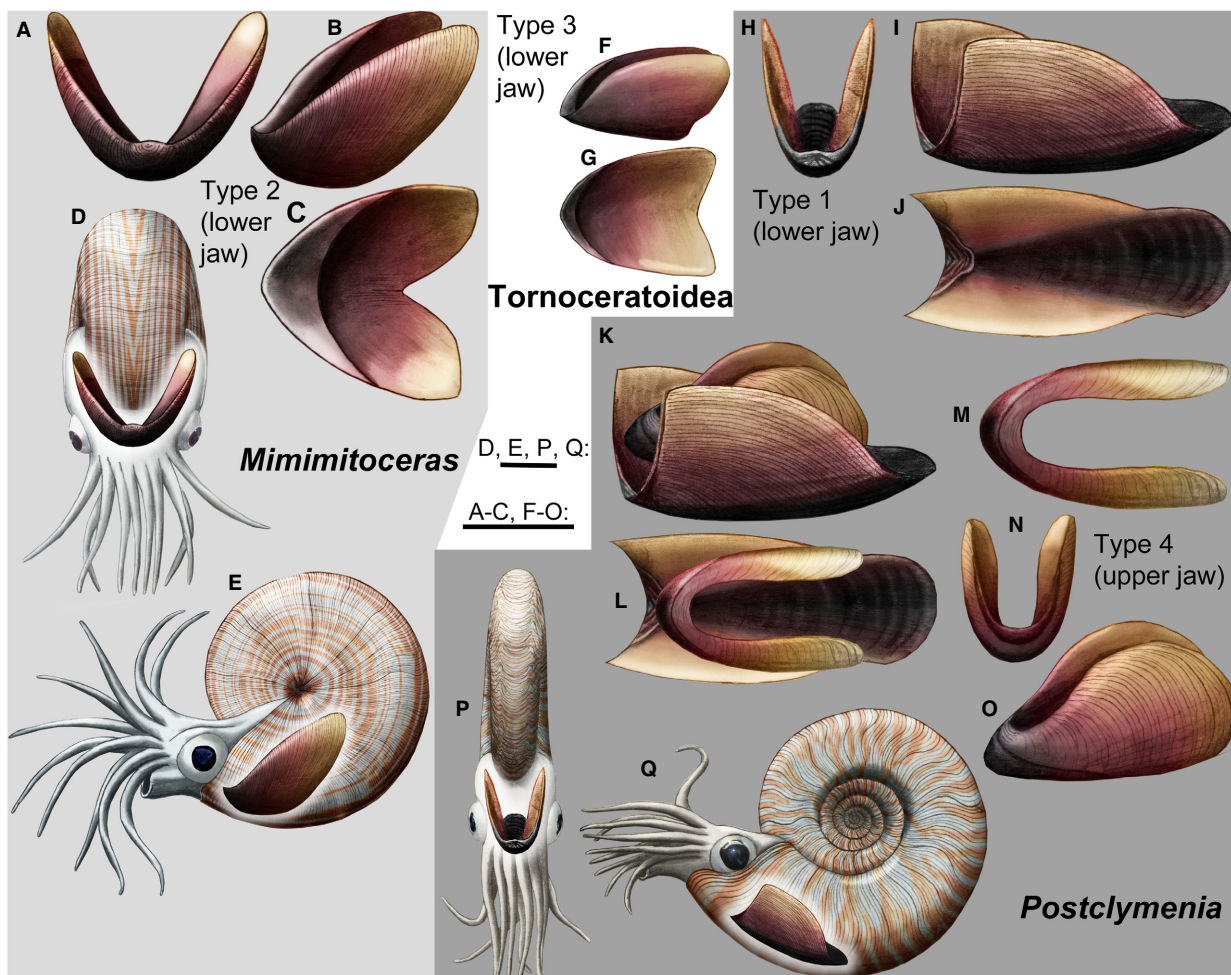 A
B
Type 3
(lower
jaw)
F
H
I
G
Type 2
(lower
jaw)
C
D
Type 1
(lower jaw)
J
Tornoceratoidea
K
M
D, E, P, Q:
Mimimitoceras
A-C, F-O:
N
Type 4
(upper jaw)
E
L
O
P
Q
Postclymenia